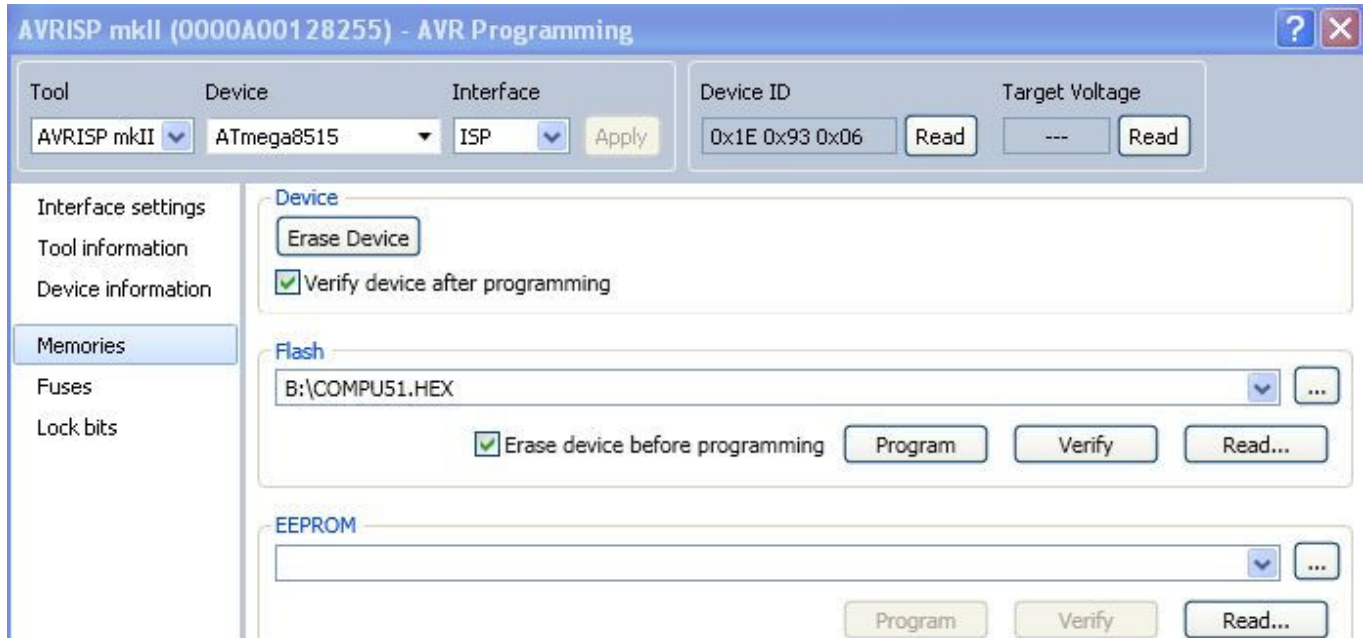 AVRISP mkII (0000A00128255) - AVR Programming
Tool Device Interface Device ID Target Voltage
AVRISP mkII ATmega8515 ISP Apply 0x1E 0x93 0x06 Read --- Read
Interface settings
Tool information
Device information
Memories
Fuses
Lock bits
Device
Erase Device
Verify device after programming
Flash
B:\COMPU51.HEX ...
Erase device before programming Program Verify Read...
EEPROM
...
Program Verify Read...